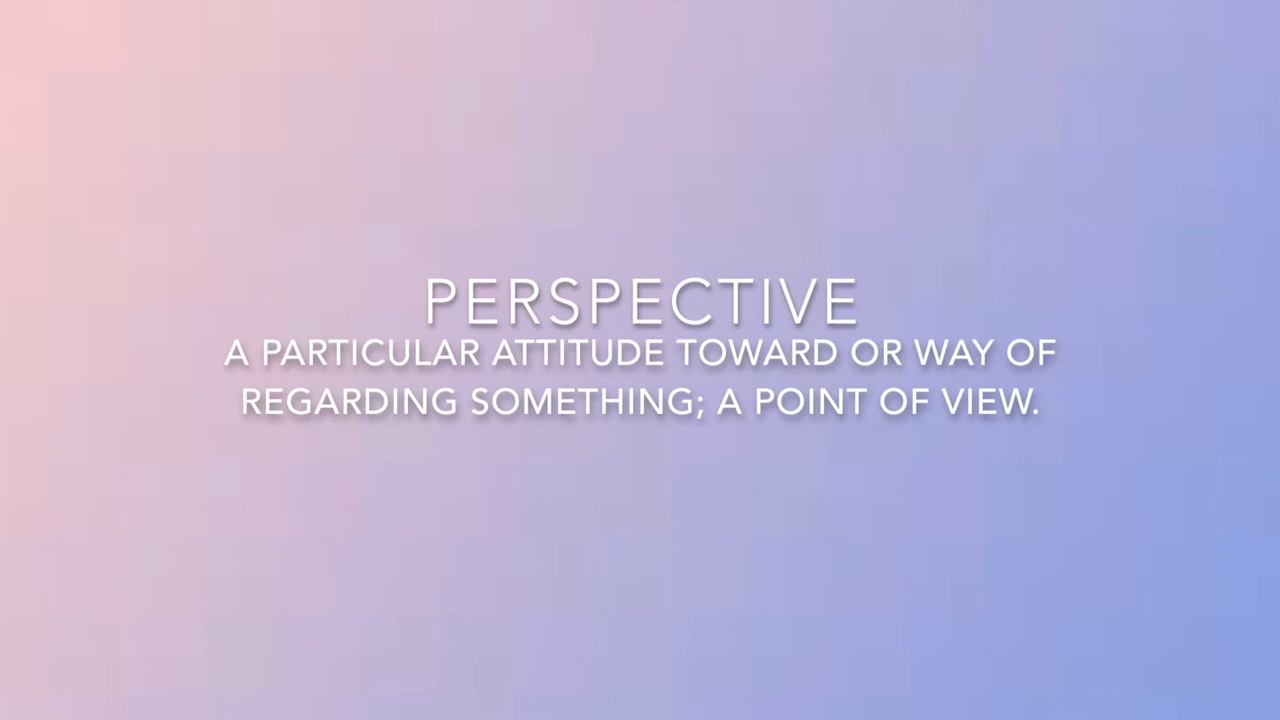 PERSPECTIVE
A PARTICULAR ATTITUDE TOWARD OR WAY OF
REGARDING SOMETHING; A POINT OF VIEW.